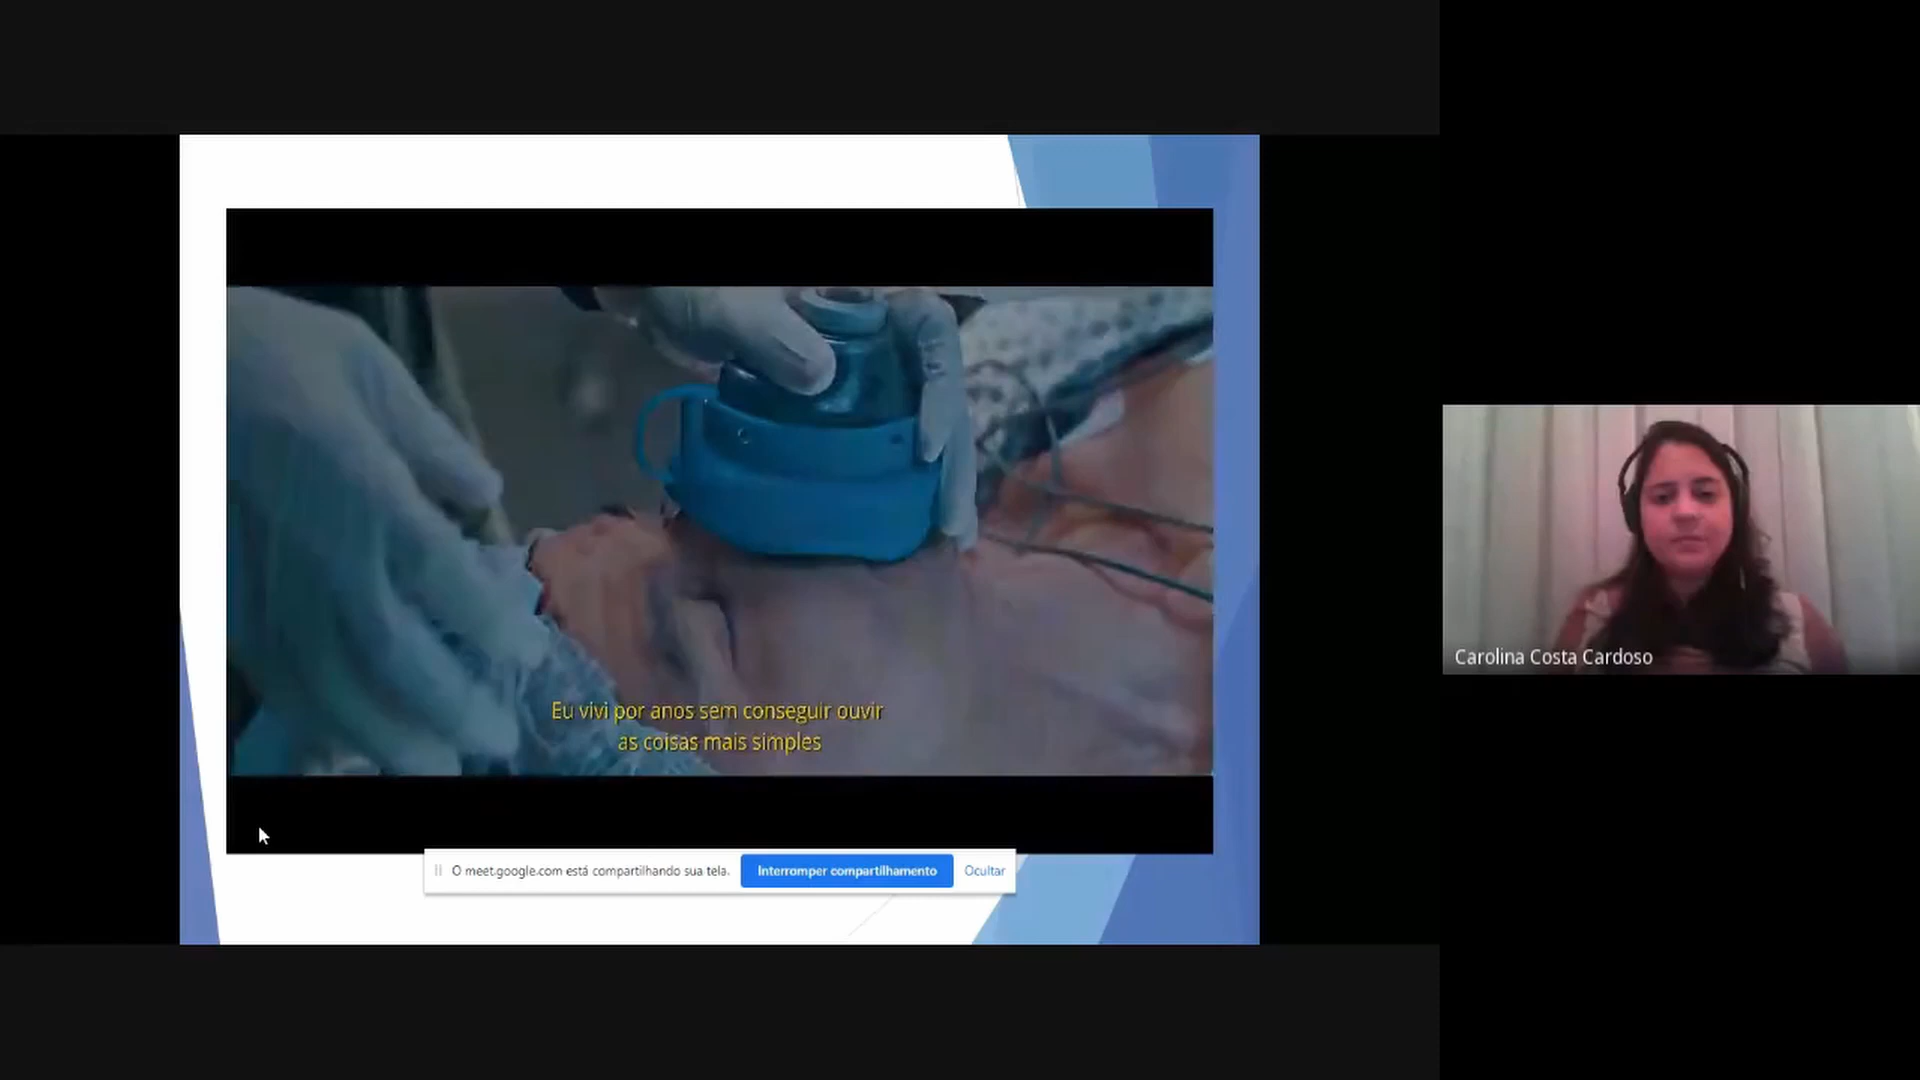 Eu vivi por anos sem conseguir ouvir
as coisas mais simples
O meet.google.com está compartilhando sua tela.
Interromper compartilhamento
Ocultar
Carolina Costa Cardoso